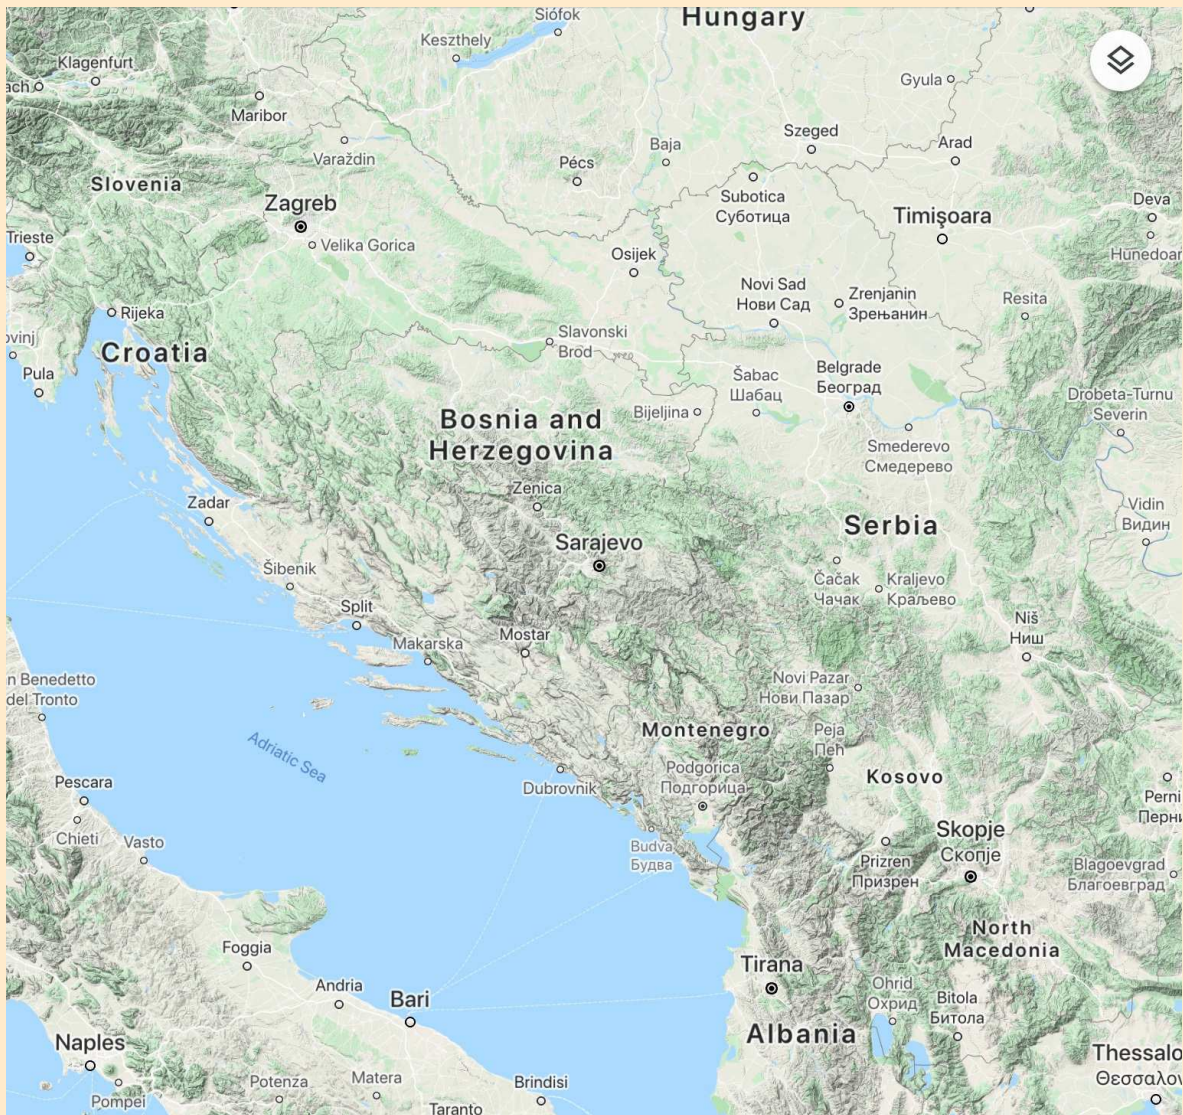 Hungary
Siófok
Keszthely
Klagenfurt
ach
Gyula
Maribor
Szeged
Arad
Varaždin
Baja
Pécs
Slovenia
Subotica
Суботица
Deva
Zagreb
Timişoara
Trieste
Velika Gorica
Osijek
Hunedoar
Novi Sad
Нови Сад
Zrenjanin
Зрењанин
Resita
Rijeka
ovinj
Slavonski
Brod
Croatia
Pula
Belgrade
Београд
Šabac
Шабац
Drobeta-Turnu
Severin
Bijeljina
Bosnia and
Herzegovina
Smederevo
Смедерево
Zenica
Zadar
Vidin
Видин
Serbia
Sarajevo
Šibenik
Čačak
Чачак
Kraljevo
Краљево
Split
Niš
Ниш
Makarska
Mostar
n Benedetto
del Tronto
Novi Pazar
Нови Пазар
Montenegro
Peja
Пећ
Adriatic Sea
Podgorica
Подгорица
Kosovo
Pescara
Dubrovnik
Perni
Перни
Chieti
Vasto
Skopje
Скопје
Budva
Будва
Prizren
Призрен
Blagoevgrad
Благоевград
North
Macedonia
Foggia
Tirana
Andria
Ohrid
Охрид
Bari
Bitola
Битола
Albania
Naples
Thessalo
Θεσσαλον
Potenza
Matera
Brindisi
Pompei
Taranto